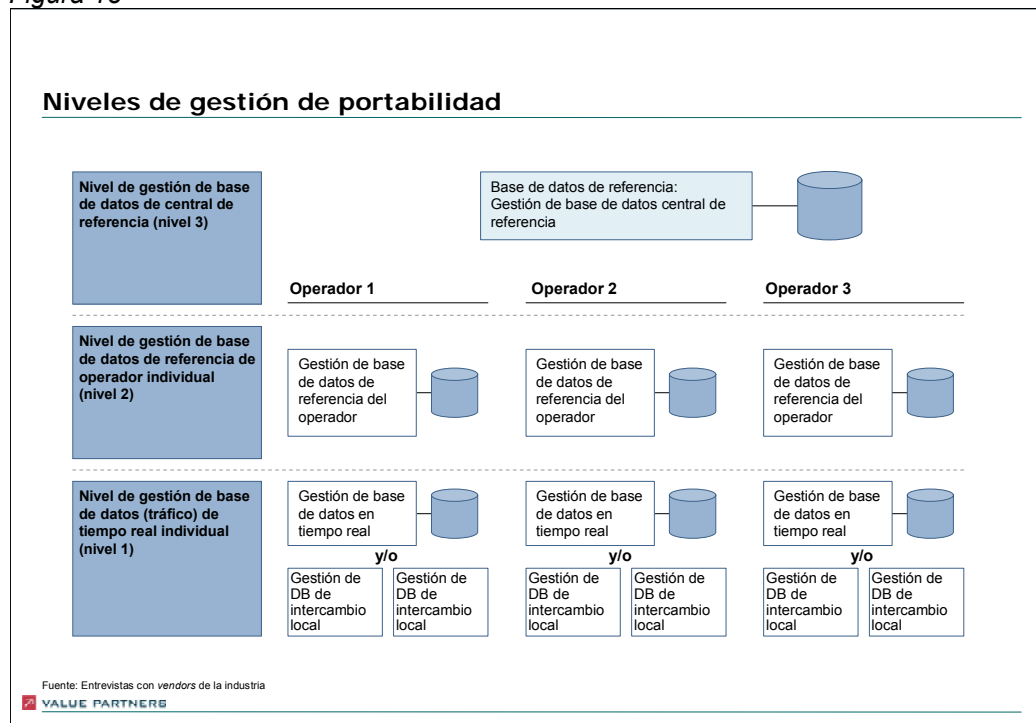 Niveles de gestión de portabilidad
Nivel de gestión de base
de datos de central de
referencia (nivel 3)
Base de datos de referencia:
Gestión de base de datos central de
referencia
Operador 1
Operador 2
Operador 3
Nivel de gestión de base
de datos de referencia de
operador individual
(nivel 2)
Gestión de base
de datos de
referencia del
operador
Gestión de base
de datos de
referencia del
operador
Gestión de base
de datos de
referencia del
operador
Nivel de gestión de base
de datos (tráfico) de
tiempo real individual
(nivel 1)
Gestión de base
de datos en
tiempo real
y/o
Gestión de
DB de
intercambio
local
Gestión de
DB de
intercambio
local
Gestión de base
de datos en
tiempo real
y/o
Gestión de
DB de
intercambio
local
Gestión de
DB de
intercambio
local
Gestión de base
de datos en
tiempo real
y/o
Gestión de
DB de
intercambio
local
Gestión de
DB de
intercambio
local
Fuente: Entrevistas con vendors de la industria
VALUE PARTNERS